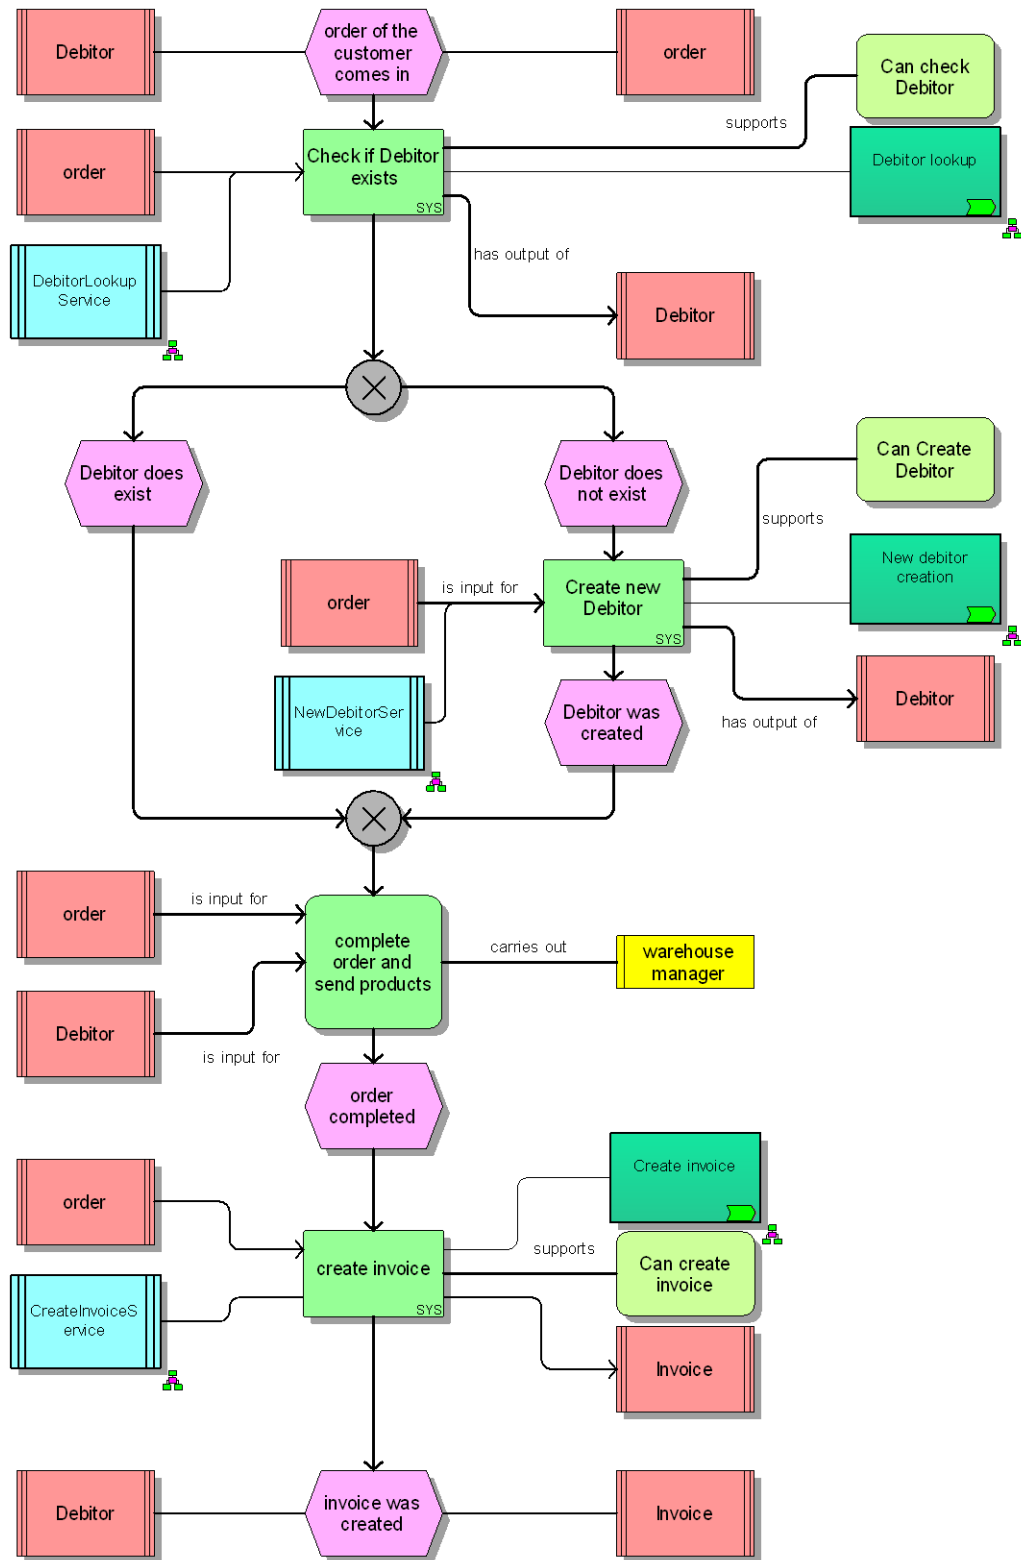 Debitor
order of the
customer
comes in
order
Can check
Debitor
supports
order
Check if Debitor
exists
SYS
Debitor lookup
has output of
DebitorLookup
Service
Debitor
Debitor does
exist
Debitor does
not exist
Can Create
Debitor
supports
order
is input for
Create new
Debitor
SYS
New debitor
creation
NewDebitorSer
vice
Debitor was
created
has output of
Debitor
order
is input for
complete
order and
send products
carries out
warehouse
manager
Debitor
is input for
order
completed
order
Create invoice
create invoice
SYS
supports
Can create
invoice
CreateInvoiceS
ervice
Invoice
Debitor
invoice was
created
Invoice